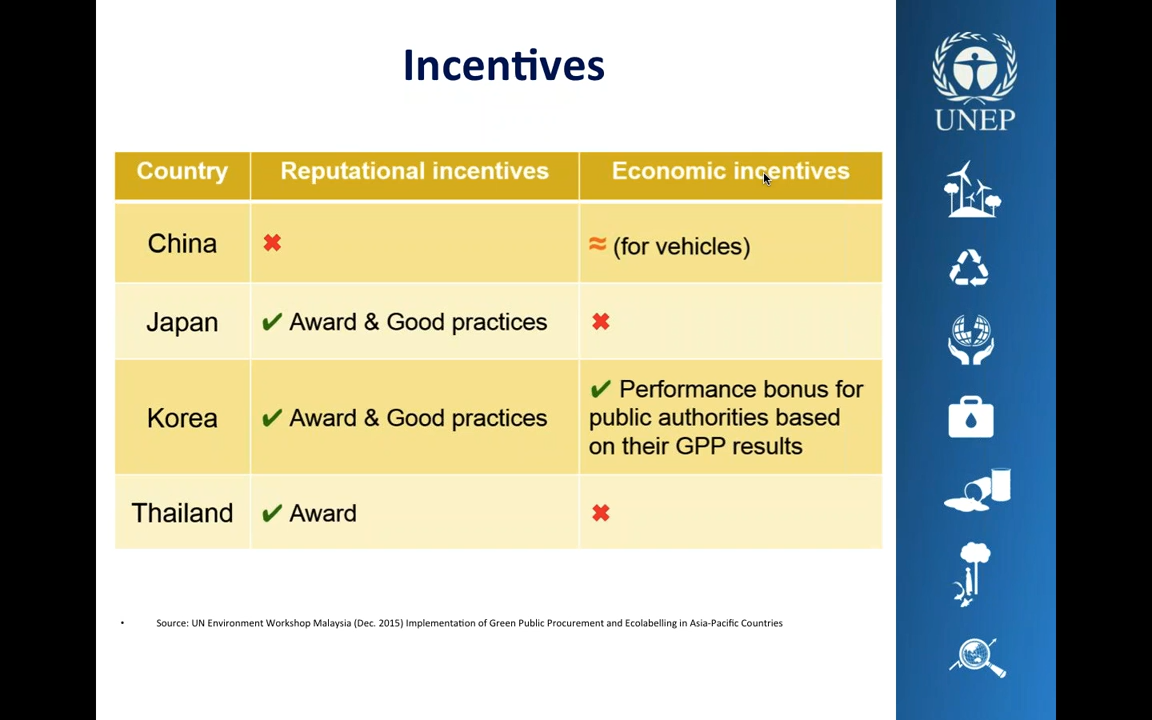 Incentives
UNEP
Country
Reputational incentives
Economic incentives
China
✖
≈ (for vehicles)
Japan
✔ Award & Good practices
✖
Korea
✔ Award & Good practices
✔ Performance bonus for
public authorities based
on their GPP results
Thailand
✔ Award
✖
• Source: UN Environment Workshop Malaysia (Dec. 2015) Implementation of Green Public Procurement and Ecolabelling in Asia-Pacific Countries